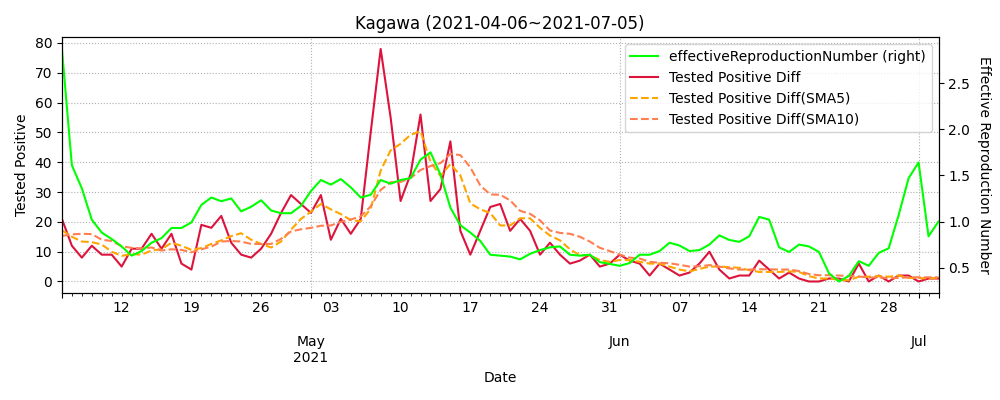 Kagawa (2021-04-06~2021-07-05)
effectiveReproductionNumber (right)
Tested Positive Diff
Tested Positive Diff(SMA5)
Tested Positive Diff(SMA10)
Tested Positive
80
70
60
50
40
30
20
10
0
Effective Reproduction Number
2.5
2.0
1.5
1.0
0.5
12 19 26 03 10 17 24 31 07 14 21 28
May Jun Jul
2021
Date